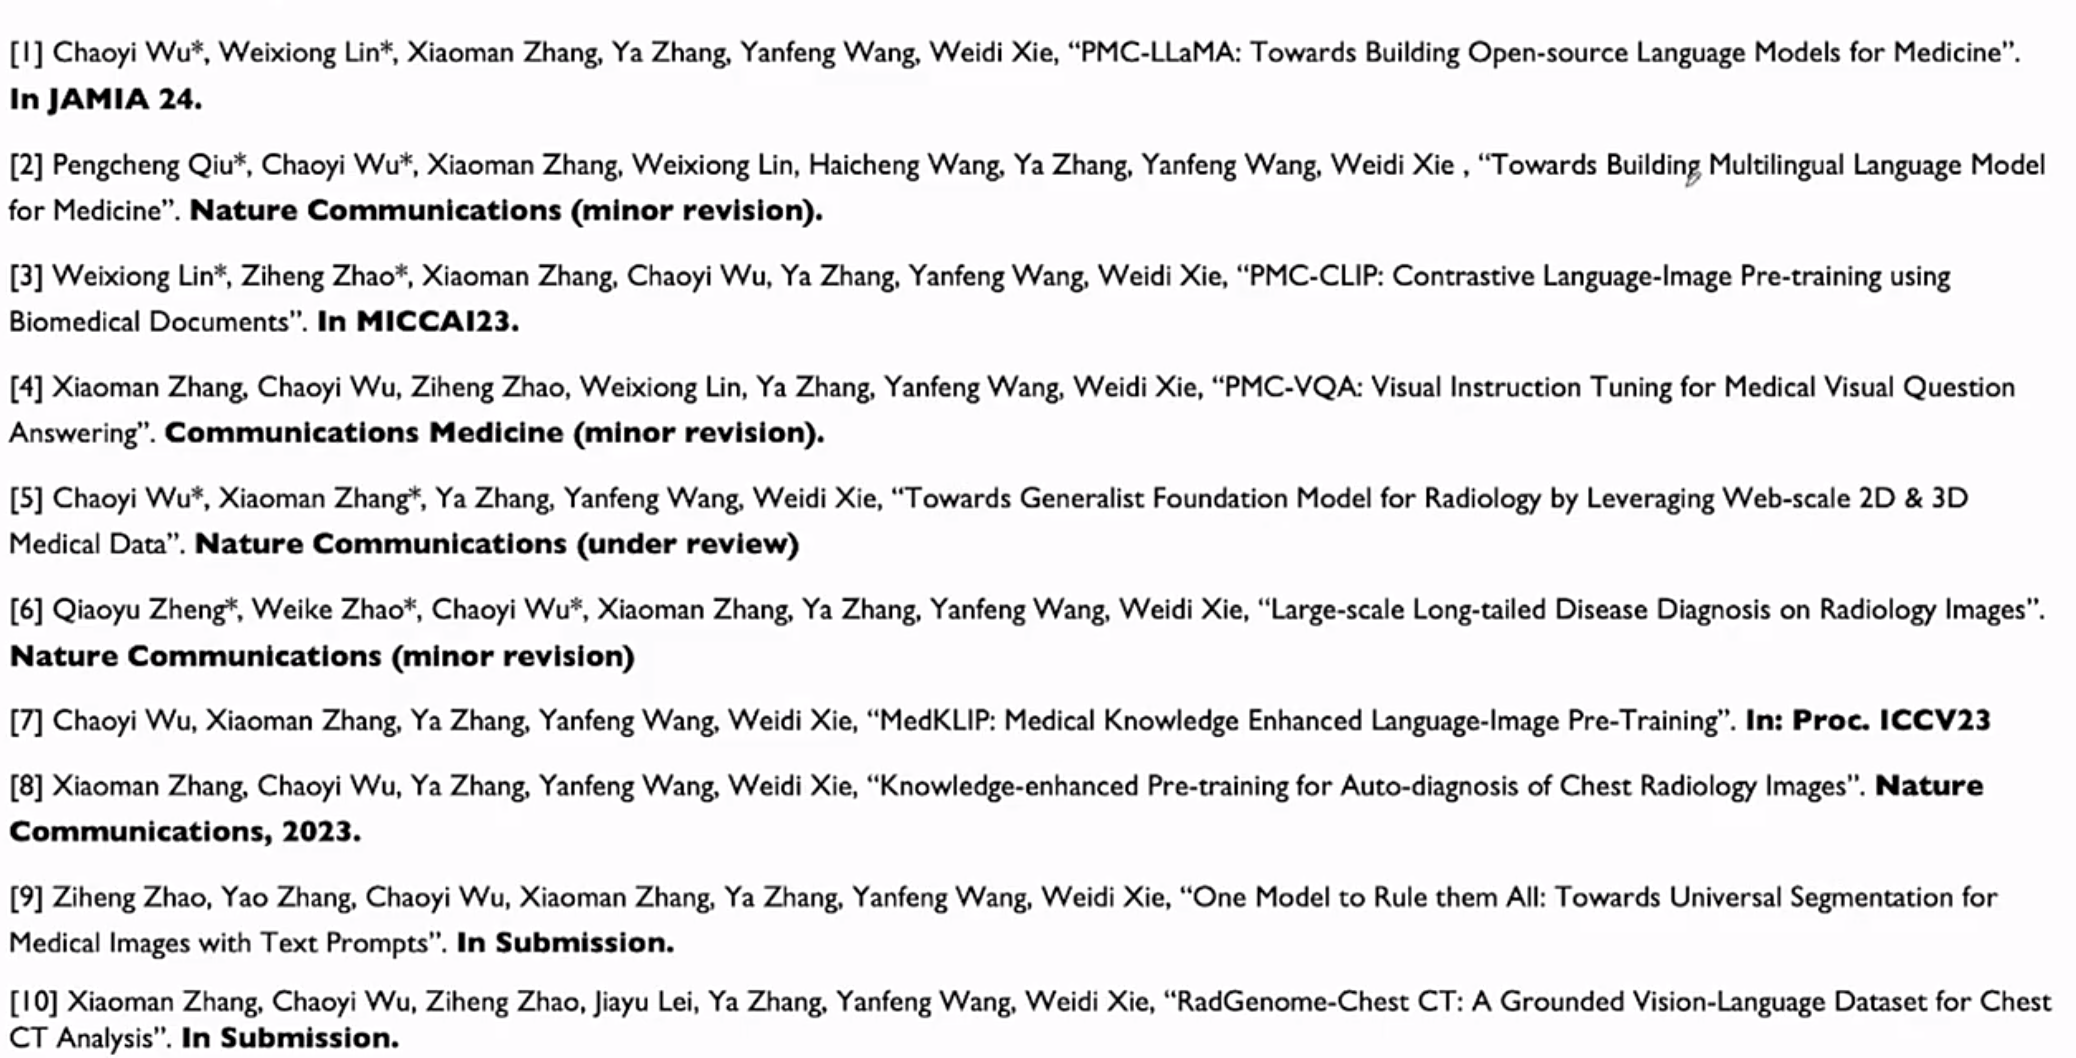 [1] Chaoyi Wu*, Weixiong Lin*, Xiaoman Zhang, Ya Zhang, Yanfeng Wang, Weidi Xie, “PMC-LLaMA: Towards Building Open-source Language Models for Medicine”.
In JAMIA 24.
[2] Pengcheng Qiu*, Chaoyi Wu*, Xiaoman Zhang, Weixiong Lin, Haicheng Wang, Ya Zhang, Yanfeng Wang, Weidi Xie , “Towards Building Multilingual Language Model
for Medicine”. Nature Communications (minor revision).
[3] Weixiong Lin*, Ziheng Zhao*, Xiaoman Zhang, Chaoyi Wu, Ya Zhang, Yanfeng Wang, Weidi Xie, “PMC-CLIP: Contrastive Language-Image Pre-training using
Biomedical Documents”. In MICCAI23.
[4] Xiaoman Zhang, Chaoyi Wu, Ziheng Zhao, Weixiong Lin, Ya Zhang, Yanfeng Wang, Weidi Xie, “PMC-VQA: Visual Instruction Tuning for Medical Visual Question
Answering”. Communications Medicine (minor revision).
[5] Chaoyi Wu*, Xiaoman Zhang*, Ya Zhang, Yanfeng Wang, Weidi Xie, “Towards Generalist Foundation Model for Radiology by Leveraging Web-scale 2D & 3D
Medical Data”. Nature Communications (under review)
[6] Qiaoyu Zheng*, Weike Zhao*, Chaoyi Wu*, Xiaoman Zhang, Ya Zhang, Yanfeng Wang, Weidi Xie, “Large-scale Long-tailed Disease Diagnosis on Radiology Images”.
Nature Communications (minor revision)
[7] Chaoyi Wu, Xiaoman Zhang, Ya Zhang, Yanfeng Wang, Weidi Xie, “MedKLIP: Medical Knowledge Enhanced Language-Image Pre-Training”. In: Proc. ICCV23
[8] Xiaoman Zhang, Chaoyi Wu, Ya Zhang, Yanfeng Wang, Weidi Xie, “Knowledge-enhanced Pre-training for Auto-diagnosis of Chest Radiology Images”. Nature
Communications, 2023.
[9] Ziheng Zhao, Yao Zhang, Chaoyi Wu, Xiaoman Zhang, Ya Zhang, Yanfeng Wang, Weidi Xie, “One Model to Rule them All: Towards Universal Segmentation for
Medical Images with Text Prompts”. In Submission.
[10] Xiaoman Zhang, Chaoyi Wu, Ziheng Zhao, Jiayu Lei, Ya Zhang, Yanfeng Wang, Weidi Xie, “RadGenome-Chest CT: A Grounded Vision-Language Dataset for Chest
CT Analysis”. In Submission.